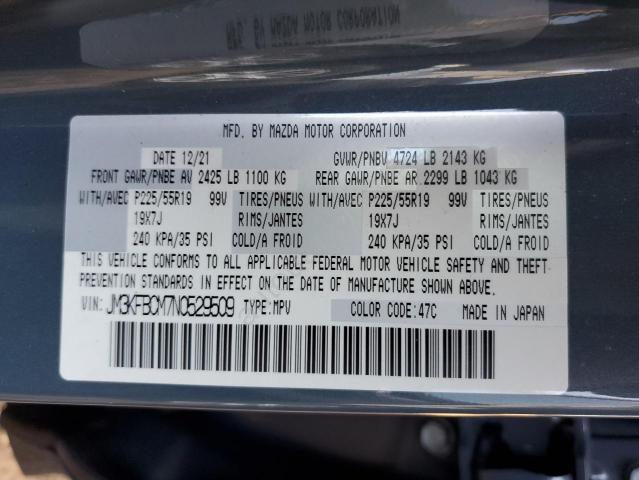 MFD. BY MAZDA MOTOR CORPORATION
DATE 12/21 GVWR/PNBV 4724 LB 2143 KG
FRONT GAWR/PNBE AV 2425 LB 1100 KG REAR GAWR/PNBE AR 2299 LB 1043 KG
WITH/AVEC P225/55R19 99V TIRES/PNEUS WITH/AVEC P225/55R19 99V TIRES/PNEUS
19X7J RIMS/JANTES 19X7J RIMS/JANTES
240 KPA/35 PSI COLD/A FROID 240 KPA/35 PSI COLD/A FROID
THIS VEHICLE CONFORMS TO ALL APPLICABLE FEDERAL MOTOR VEHICLE SAFETY AND THEFT
PREVENTION STANDARDS IN EFFECT ON THE DATE OF MANUFACTURE SHOWN ABOVE.
VIN: JM3KFBCM7N0529509 TYPE:MPV COLOR CODE:47C MADE IN JAPAN